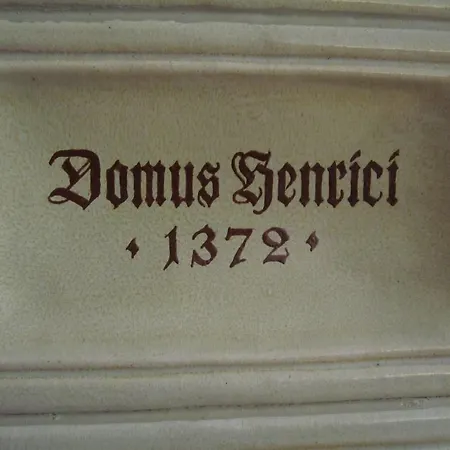 Domus Henrici
· 1372 ·